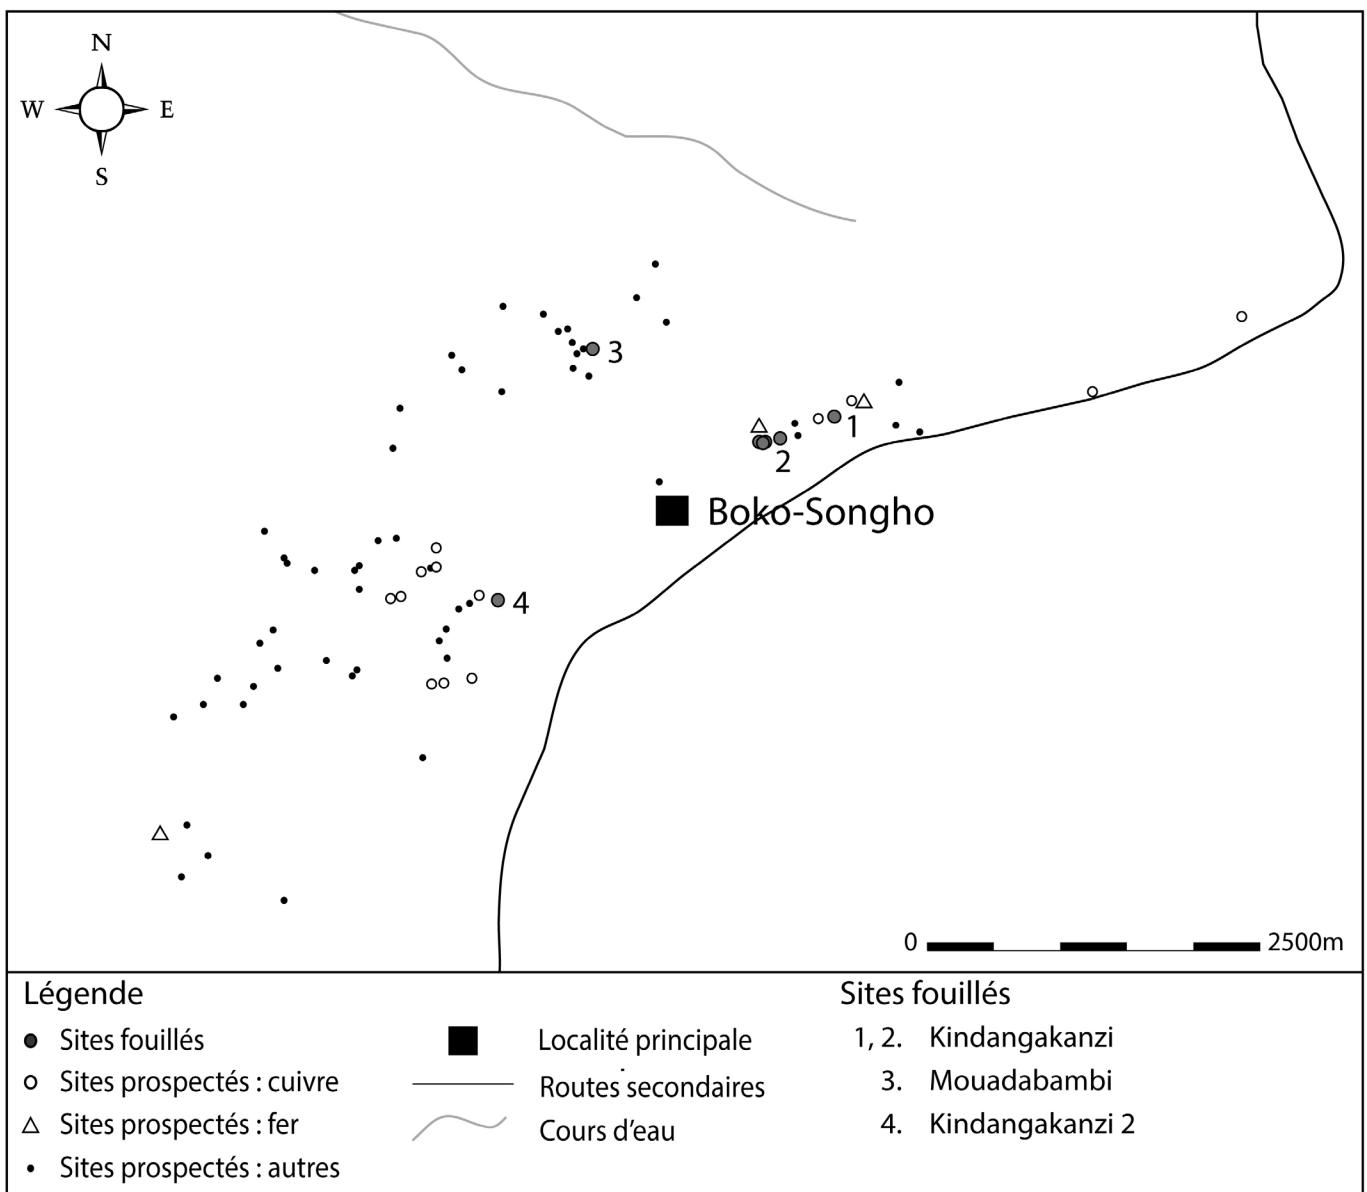 N
W E
S
3
1
2
Boko-Songho
4
0 2500m
Légende
Sites fouillés
Sites prospectés : cuivre
Sites prospectés : fer
Sites prospectés : autres
Localité principale
Routes secondaires
Cours d'eau
Sites fouillés
1, 2. Kindangakanzi
3. Mouadabambi
4. Kindangakanzi 2